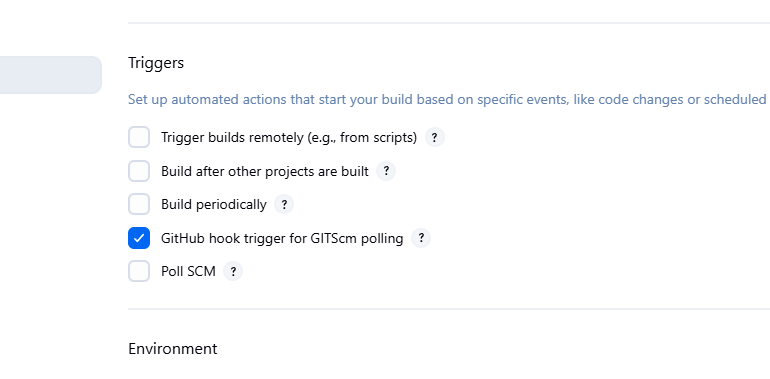 Triggers
Set up automated actions that start your build based on specific events, like code changes or scheduled
Trigger builds remotely (e.g., from scripts) ?
Build after other projects are built ?
Build periodically ?
GitHub hook trigger for GITScm polling ?
Poll SCM ?
Environment